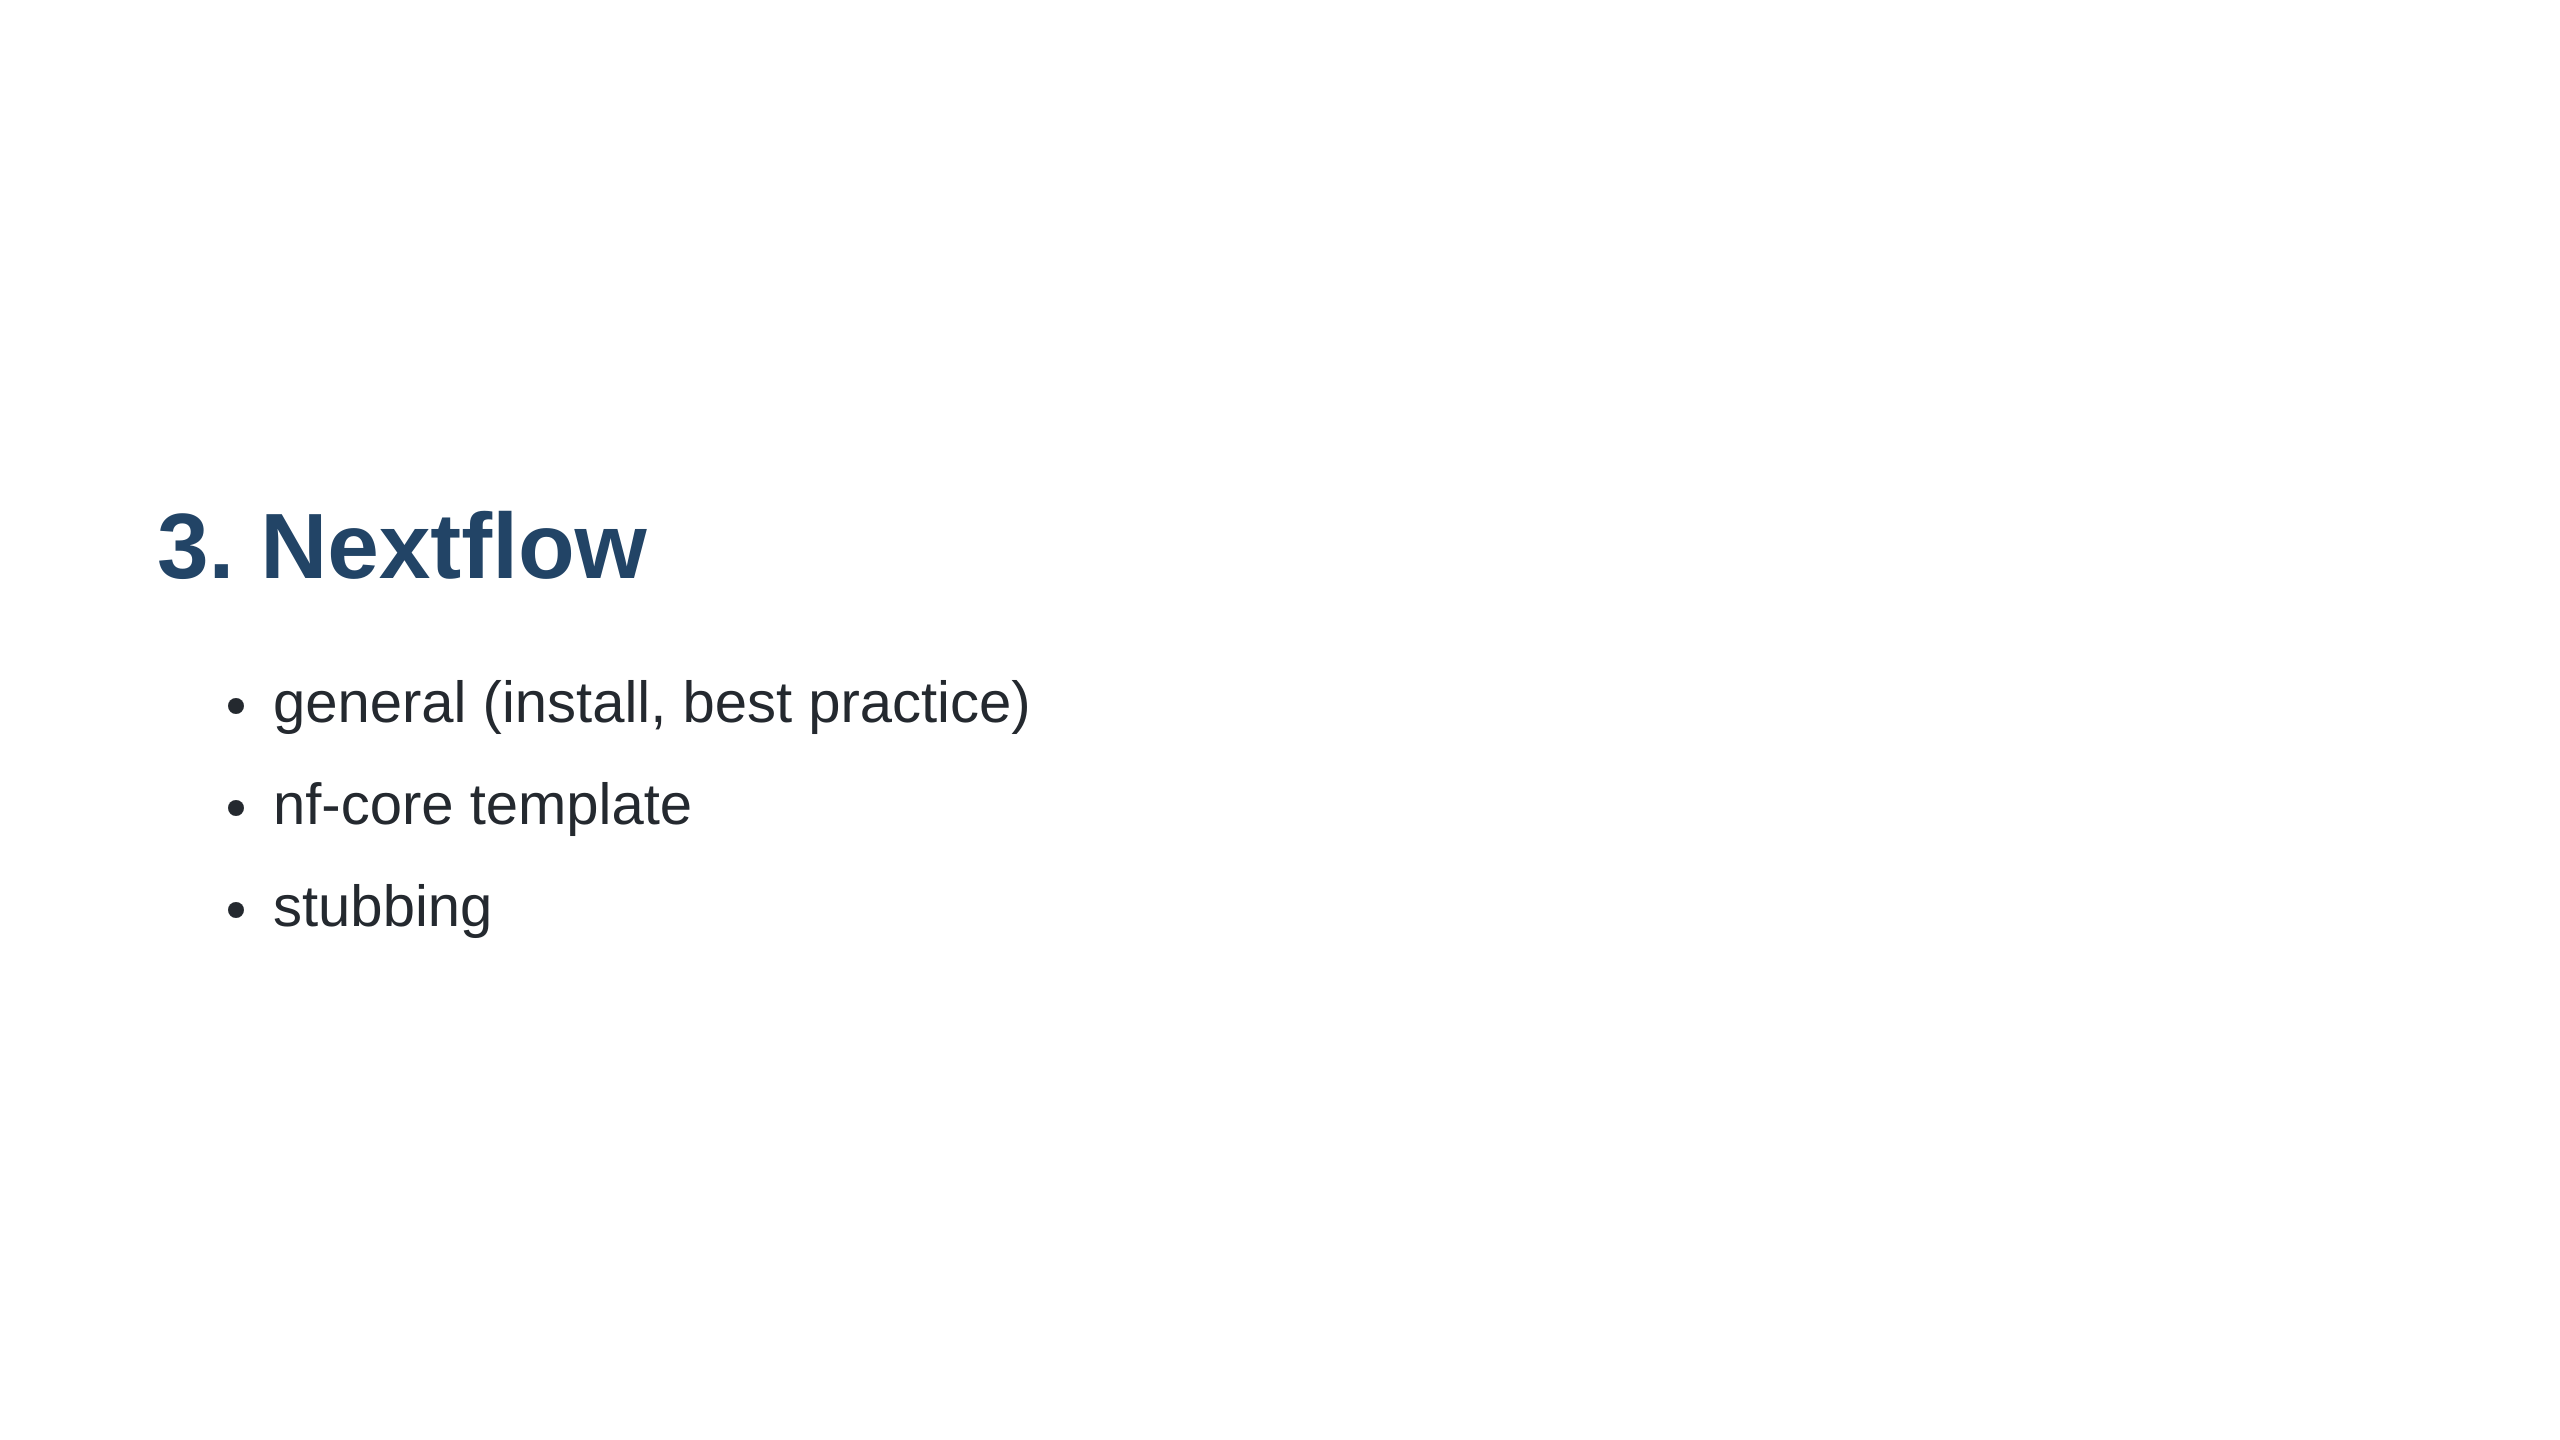 3. Nextflow
• general (install, best practice)
• nf-core template
• stubbing